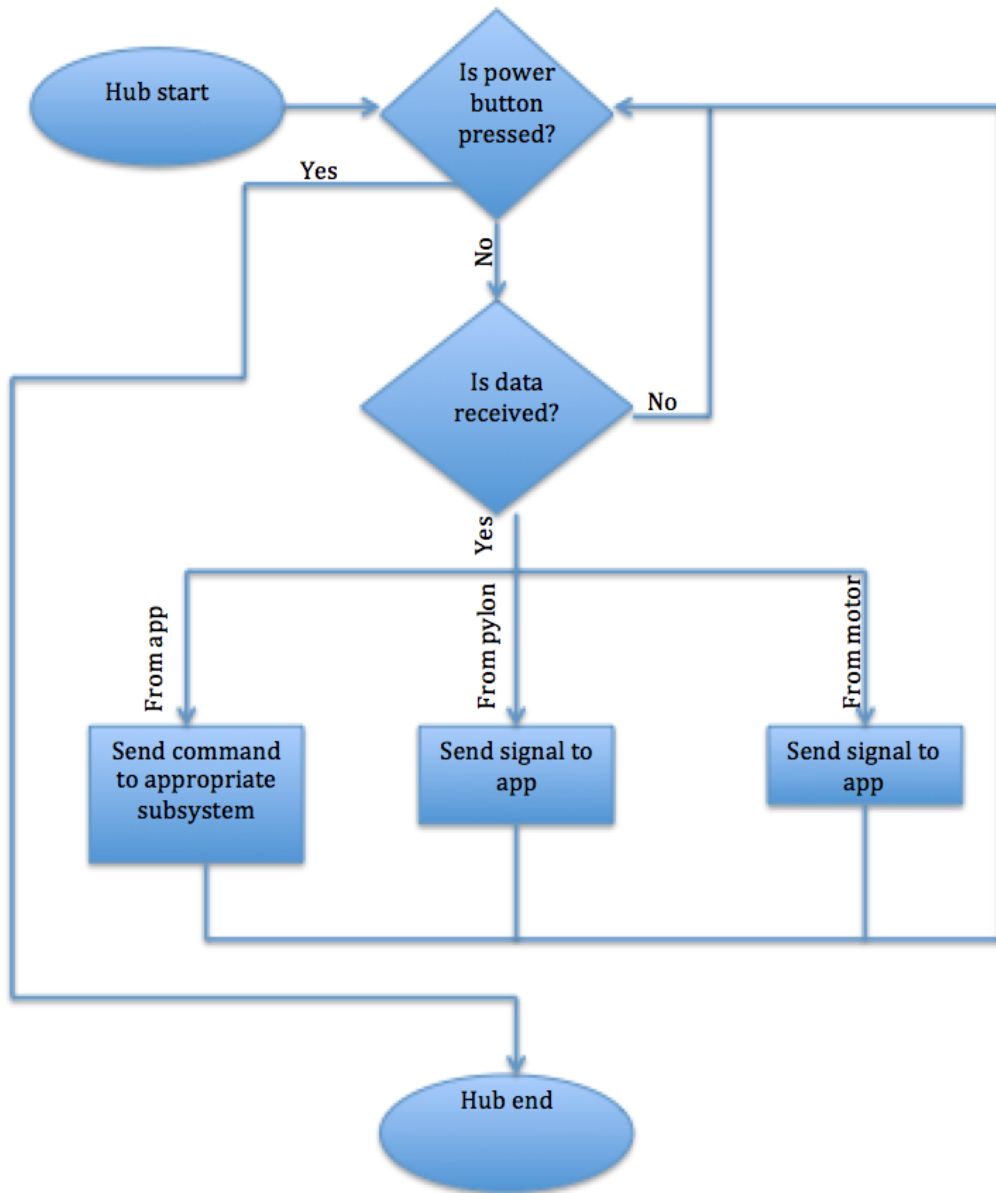 Hub start
Is power
button
pressed?
Yes
No
Is data
received?
No
Yes
From app
From pylon
From motor
Send command
to appropriate
subsystem
Send signal to
app
Send signal to
app
Hub end